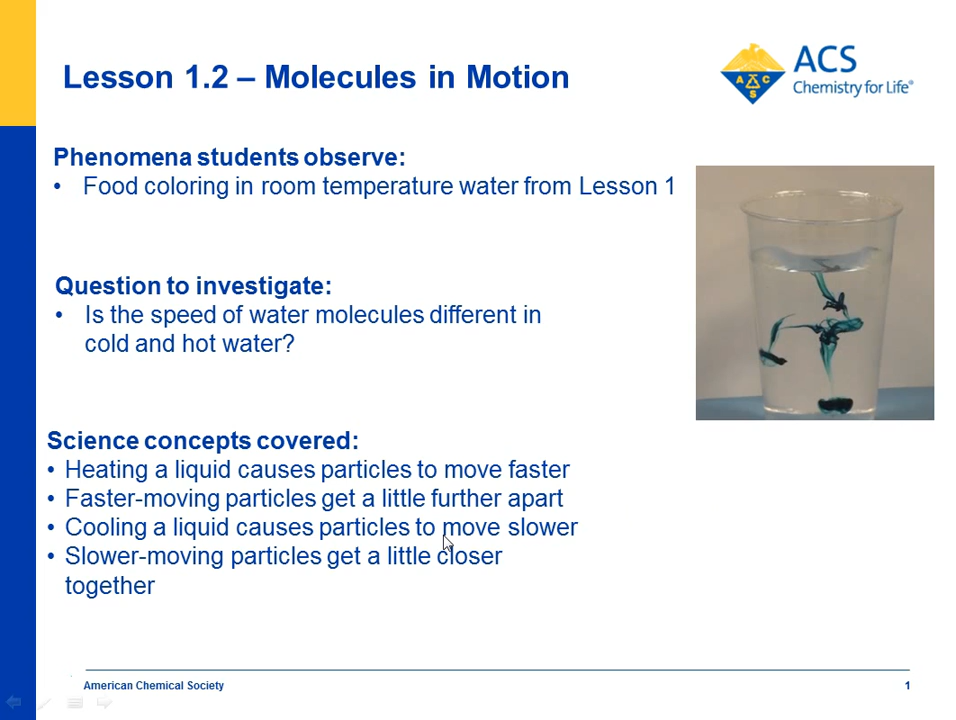 Lesson 1.2 – Molecules in Motion
ACS
Chemistry for Life®
A C S
Phenomena students observe:
• Food coloring in room temperature water from Lesson 1
Question to investigate:
• Is the speed of water molecules different in
cold and hot water?
Science concepts covered:
• Heating a liquid causes particles to move faster
• Faster-moving particles get a little further apart
• Cooling a liquid causes particles to move slower
• Slower-moving particles get a little closer
together
American Chemical Society
1